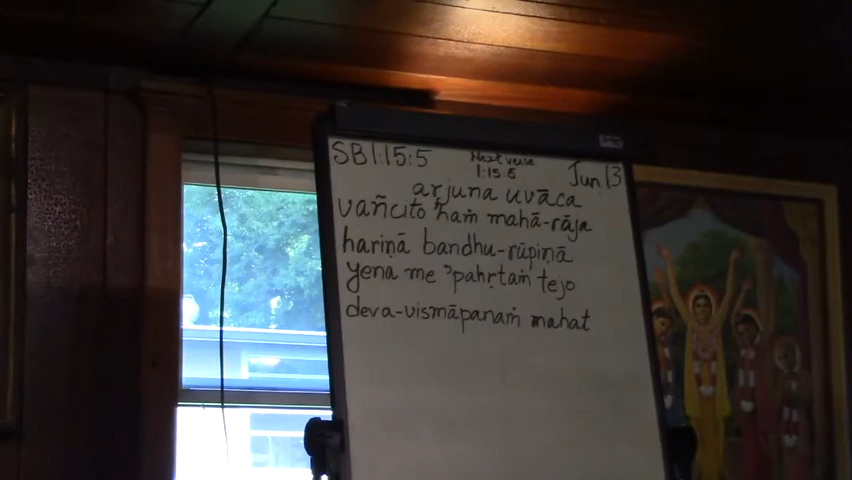 SB1:15:5
Next verse
1:15:6
Jun 13
arjuna uvāca
vañcito 'haṁ mahā-rāja
hariṇā bandhu-rūpiṇā
yena me 'pahṛtaṁ tejo
deva-vismāpanaṁ mahat